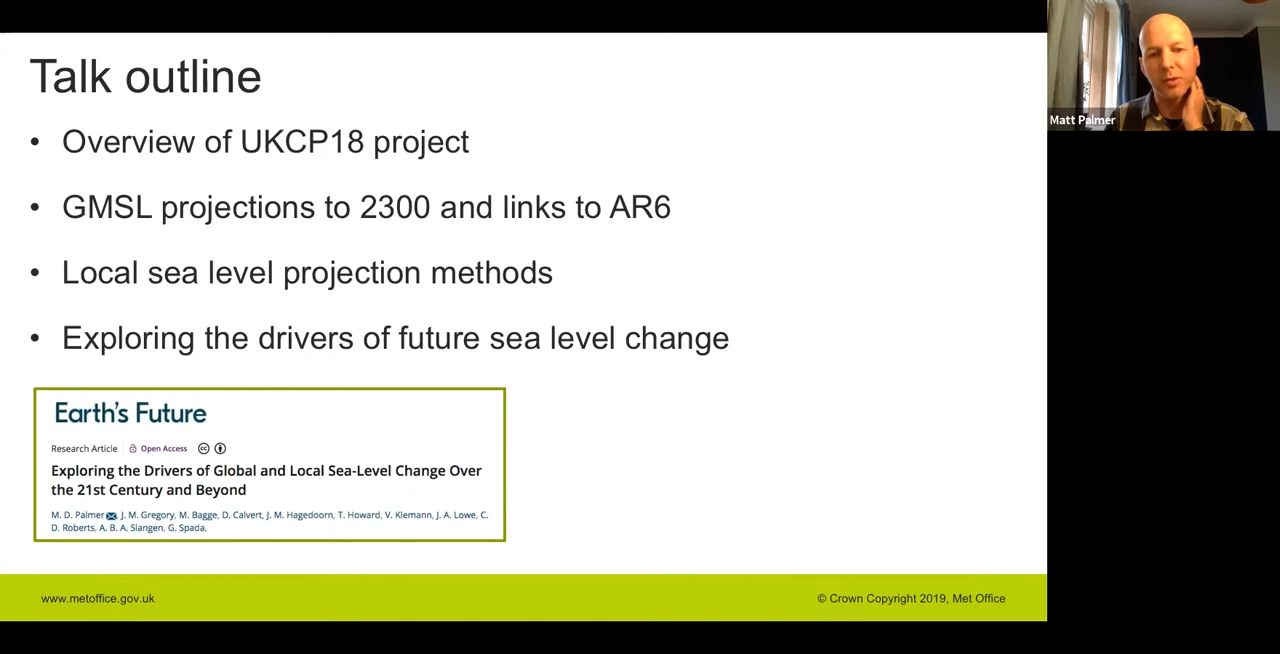 Talk outline
• Overview of UKCP18 project
• GMSL projections to 2300 and links to AR6
• Local sea level projection methods
• Exploring the drivers of future sea level change
Earth's Future
Research Article Open Access
Exploring the Drivers of Global and Local Sea-Level Change Over
the 21st Century and Beyond
M. D. Palmer, J. M. Gregory, M. Bagge, D. Calvert, J. M. Hagedoorn, T. Howard, V. Klemann, J. A. Lowe, C.
D. Roberts, A. B. A. Slangen, G. Spada,
www.metoffice.gov.uk
© Crown Copyright 2019, Met Office
Matt Palmer